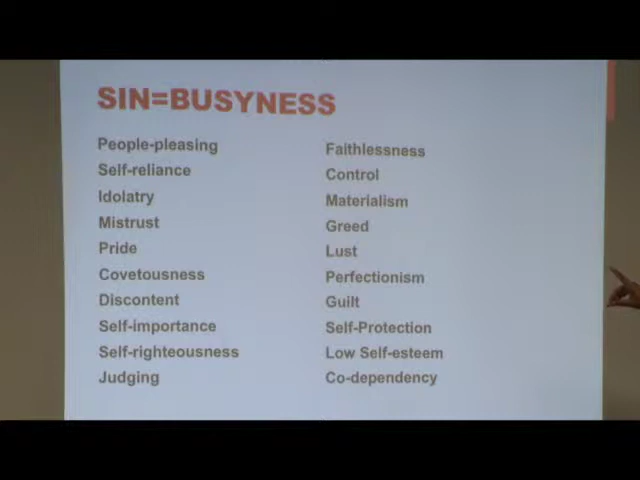 SIN=BUSYNESS
People-pleasing
Self-reliance
Idolatry
Mistrust
Pride
Covetousness
Discontent
Self-importance
Self-righteousness
Judging
Faithlessness
Control
Materialism
Greed
Lust
Perfectionism
Guilt
Self-Protection
Low Self-esteem
Co-dependency